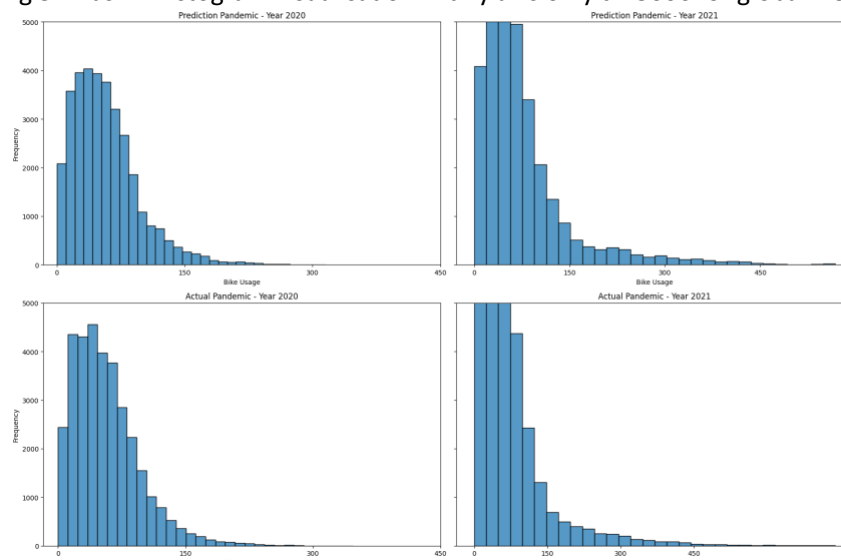 Prediction Pandemic - Year 2020
Prediction Pandemic - Year 2021
5000
4000
3000
2000
1000
0
Frequency
0 150 300 450
Bike Usage
0 150 300 450
Bike Usage
Actual Pandemic - Year 2020
Actual Pandemic - Year 2021
5000
4000
3000
2000
1000
0
Frequency
0 150 300 450
0 150 300 450